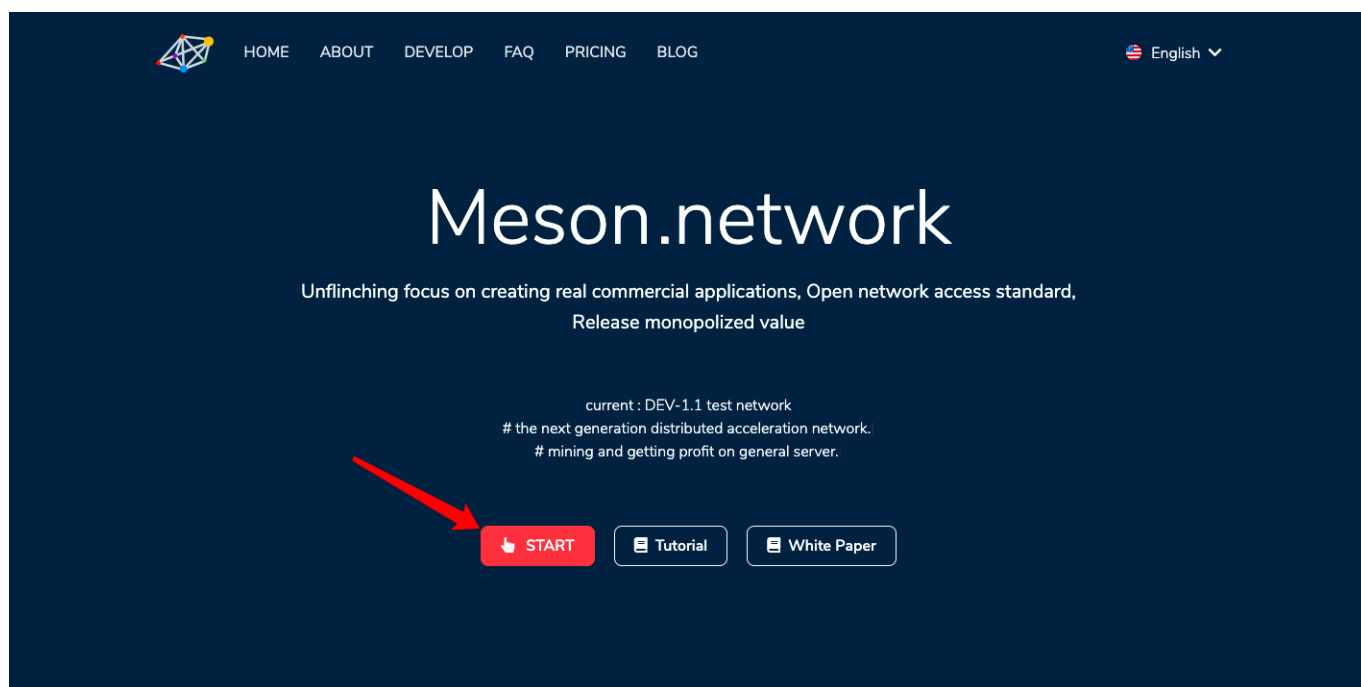 HOME ABOUT DEVELOP FAQ PRICING BLOG English
Meson.network
Unflinching focus on creating real commercial applications, Open network access standard,
Release monopolized value
current : DEV-1.1 test network
# the next generation distributed acceleration network.
# mining and getting profit on general server.
START Tutorial White Paper